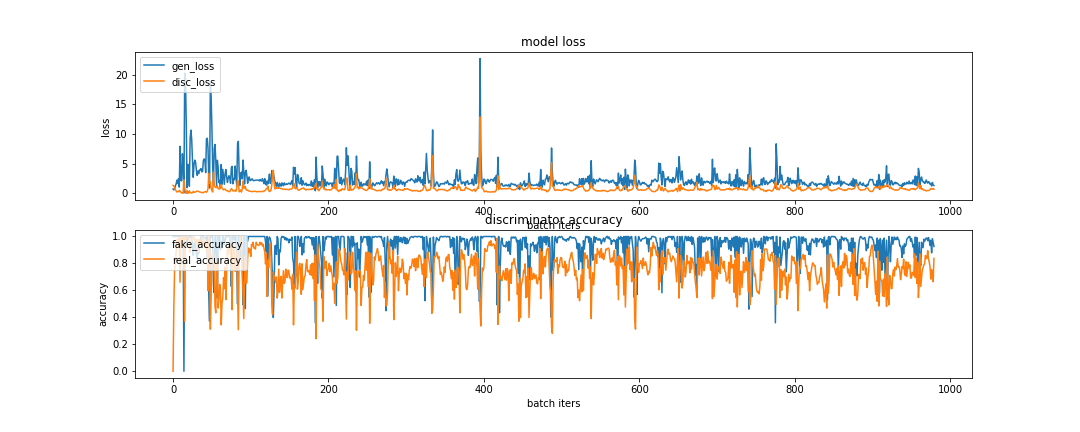 model loss
gen_loss
disc_loss
20
15
10
5
0
loss
0
200
400
600
800
1000
batch iters
discriminator accuracy
fake_accuracy
real_accuracy
1.0
0.8
0.6
0.4
0.2
0.0
accuracy
0
200
400
600
800
1000
batch iters